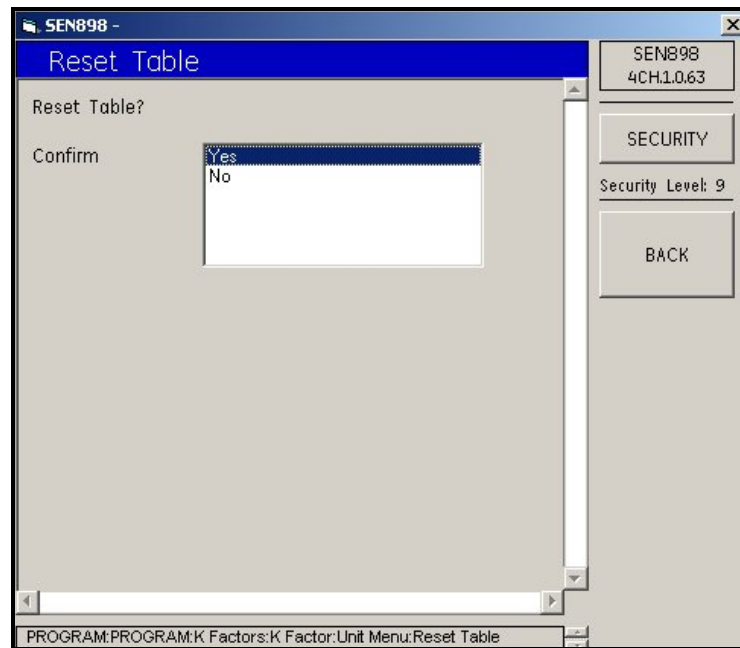 SEN898 -
Reset Table
Reset Table?
Confirm
Yes
No
SEN898
4CH.1.0.63
SECURITY
Security Level: 9
BACK
PROGRAM:PROGRAM:K Factors:K Factor:Unit Menu:Reset Table